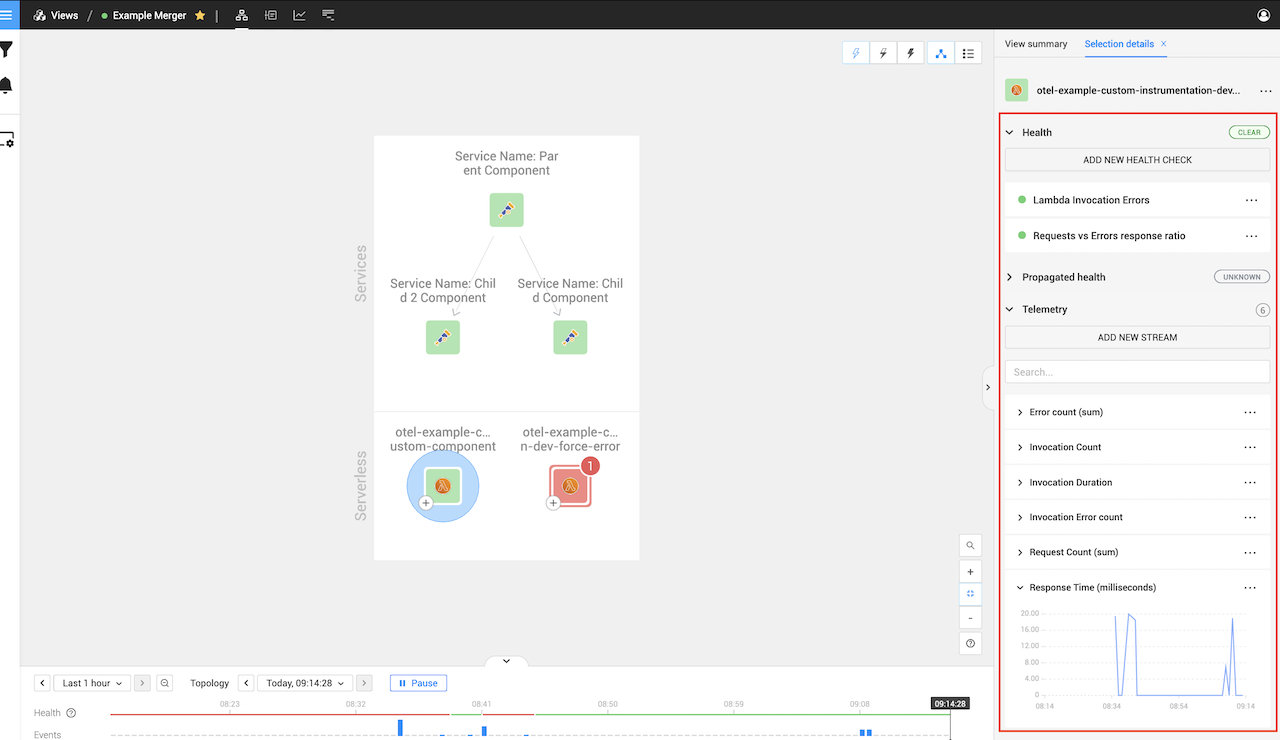 Views / Example Merger
View summary
Selection details x
otel-example-custom-instrumentation-dev...
Health
CLEAR
ADD NEW HEALTH CHECK
Lambda Invocation Errors
Requests vs Errors response ratio
Propagated health
UNKNOWN
Telemetry
6
ADD NEW STREAM
Search...
Error count (sum)
Invocation Count
Invocation Duration
Invocation Error count
Request Count (sum)
Response Time (milliseconds)
20.00
16.00
12.00
8.00
4.00
0
08:14
08:34
08:54
09:14
Services
Service Name: Par
ent Component
Service Name: Chil
d 2 Component
Service Name: Chil
d Component
Serverless
otel-example-c...
ustom-component
otel-example-c...
n-dev-force-error
1
Last 1 hour
Topology
Today, 09:14:28
Pause
08:23
08:32
08:41
08:50
08:59
09:08
09:14:28
Health
Events